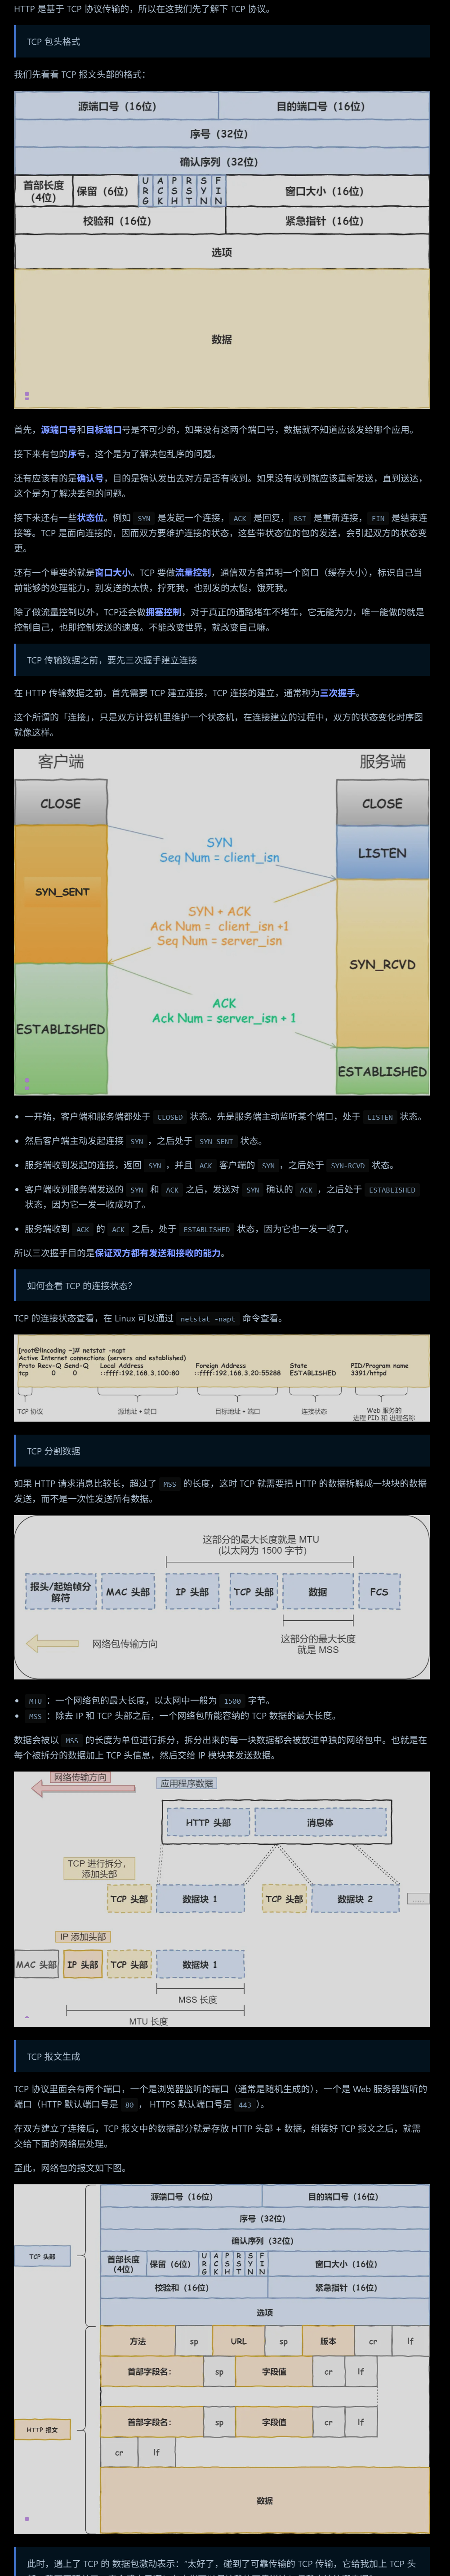 HTTP 是基于 TCP 协议传输的，所以在这我们先了解下 TCP 协议。
TCP 包头格式
我们先看看 TCP 报文头部的格式：
源端口号（16位） 目的端口号（16位）
序号（32位）
确认序列（32位）
首部长度（4位） 保留（6位） URG ACK PSH RST SYN FIN 窗口大小（16位）
校验和（16位） 紧急指针（16位）
选项
数据
首先，源端口号和目标端口号是不可少的，如果没有这两个端口号，数据就不知道应该发给哪个应用。
接下来有包的序号，这个是为了解决包乱序的问题。
还有应该有的是确认号，目的是确认发出去对方是否有收到。如果没有收到就应该重新发送，直到送达，
这个是为了解决丢包的问题。
接下来还有一些状态位。例如 SYN 是发起一个连接，ACK 是回复，RST 是重新连接，FIN 是结束连
接等。TCP 是面向连接的，因而双方要维护连接的状态，这些带状态位的包的发送，会引起双方的状态变
更。
还有一个重要的就是窗口大小。TCP 要做流量控制，通信双方各声明一个窗口（缓存大小），标识自己当
前能够的处理能力，别发送的太快，撑死我，也别发的太慢，饿死我。
除了做流量控制以外，TCP还会做拥塞控制，对于真正的通路堵车不堵车，它无能为力，唯一能做的就是
控制自己，也即控制发送的速度。不能改变世界，就改变自己嘛。
TCP 传输数据之前，要先三次握手建立连接
在 HTTP 传输数据之前，首先需要 TCP 建立连接，TCP 连接的建立，通常称为三次握手。
这个所谓的「连接」，只是双方计算机里维护一个状态机，在连接建立的过程中，双方的状态变化时序图
就像这样。
客户端 服务端
CLOSE CLOSE
SYN
Seq Num = client_isn
LISTEN
SYN_SENT
SYN + ACK
Ack Num = client_isn +1
Seq Num = server_isn
SYN_RCVD
ACK
Ack Num = server_isn + 1
ESTABLISHED
ESTABLISHED
一开始，客户端和服务端都处于 CLOSED 状态。先是服务端主动监听某个端口，处于 LISTEN 状态。
然后客户端主动发起连接 SYN，之后处于 SYN-SENT 状态。
服务端收到发起的连接，返回 SYN，并且 ACK 客户端的 SYN，之后处于 SYN-RCVD 状态。
客户端收到服务端发送的 SYN 和 ACK 之后，发送对 SYN 确认的 ACK，之后处于 ESTABLISHED
状态，因为它一发一收成功了。
服务端收到 ACK 的 ACK 之后，处于 ESTABLISHED 状态，因为它也一发一收了。
所以三次握手目的是保证双方都有发送和接收的能力。
如何查看 TCP 的连接状态？
TCP 的连接状态查看，在 Linux 可以通过 netstat -napt 命令查看。
[root@lincoding ~]# netstat -napt
Active Internet connections (servers and established)
Proto Recv-Q Send-Q Local Address Foreign Address State PID/Program name
tcp 0 0 ::ffff:192.168.3.100:80 ::ffff:192.168.3.20:55288 ESTABLISHED 3391/httpd
TCP 协议 源地址 + 端口 目标地址 + 端口 连接状态 Web 服务的
进程 PID 和 进程名称
TCP 分割数据
如果 HTTP 请求消息比较长，超过了 MSS 的长度，这时 TCP 就需要把 HTTP 的数据拆解成一块块的数据
发送，而不是一次性发送所有数据。
这部分的最大长度就是 MTU
(以太网为 1500 字节)
报头/起始帧分解符 MAC 头部 IP 头部 TCP 头部 数据 FCS
网络包传输方向
这部分的最大长度
就是 MSS
MTU：一个网络包的最大长度，以太网中一般为 1500 字节。
MSS：除去 IP 和 TCP 头部之后，一个网络包所能容纳的 TCP 数据的最大长度。
数据会被以 MSS 的长度为单位进行拆分，拆分出来的每一块数据都会被放进单独的网络包中。也就是在
每个被拆分的数据加上 TCP 头信息，然后交给 IP 模块来发送数据。
网络传输方向
应用程序数据
HTTP 头部 消息体
TCP 进行拆分，
添加头部
TCP 头部 数据块 1 TCP 头部 数据块 2 ......
IP 添加头部
MAC 头部 IP 头部 TCP 头部 数据块 1
MSS 长度
MTU 长度
TCP 报文生成
TCP 协议里面会有两个端口，一个是浏览器监听的端口（通常是随机生成的），一个是 Web 服务器监听的
端口（HTTP 默认端口号是 80， HTTPS 默认端口号是 443）。
在双方建立了连接后，TCP 报文中的数据部分就是存放 HTTP 头部 + 数据，组装好 TCP 报文之后，就需
交给下面的网络层处理。
至此，网络包的报文如下图。
源端口号（16位） 目的端口号（16位）
序号（32位）
确认序列（32位）
TCP 头部
首部长度（4位） 保留（6位） URG ACK PSH RST SYN FIN 窗口大小（16位）
校验和（16位） 紧急指针（16位）
选项
方法 sp URL sp 版本 cr lf
首部字段名： sp 字段值 cr lf
HTTP 报文
首部字段名： sp 字段值 cr lf
cr lf
数据
此时，遇上了 TCP 的 数据包激动表示：“太好了，碰到了可靠传输的 TCP 传输，它给我加上 TCP 头